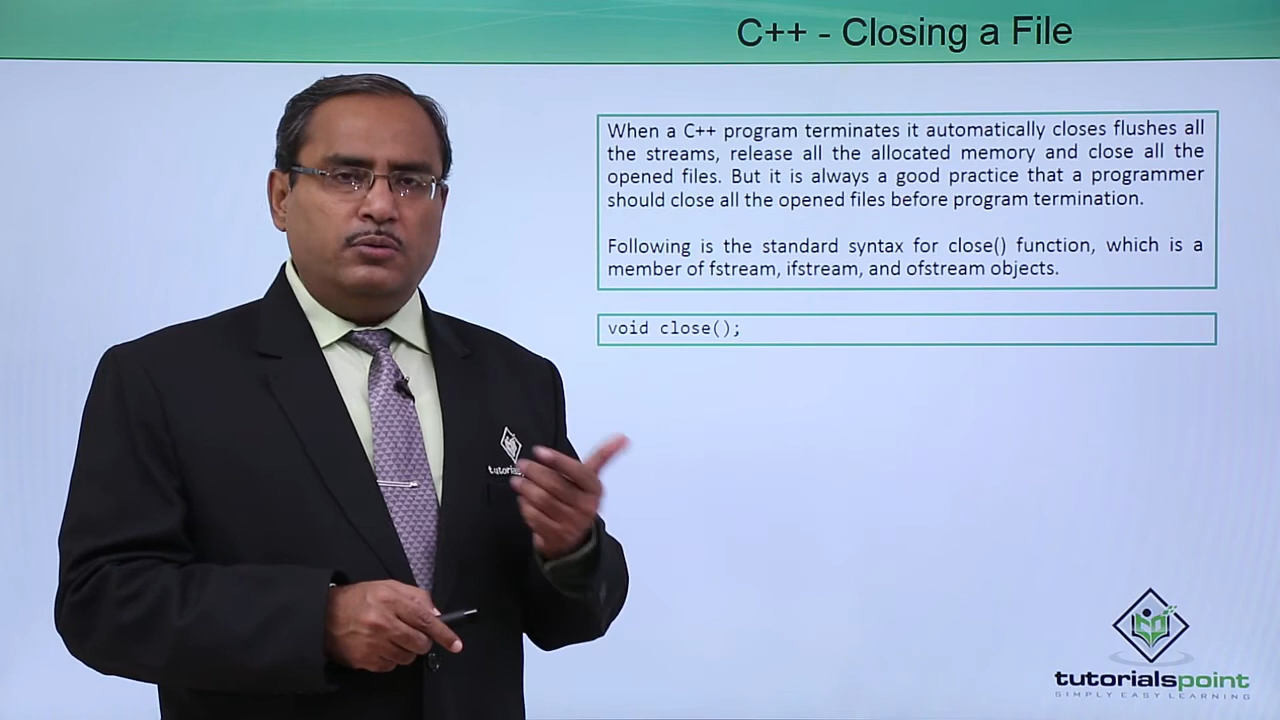 C++ - Closing a File
When a C++ program terminates it automatically closes flushes all
the streams, release all the allocated memory and close all the
opened files. But it is always a good practice that a programmer
should close all the opened files before program termination.
Following is the standard syntax for close() function, which is a
member of fstream, ifstream, and ofstream objects.
void close();
tutorialspoint
SIMPLY EASY LEARNING